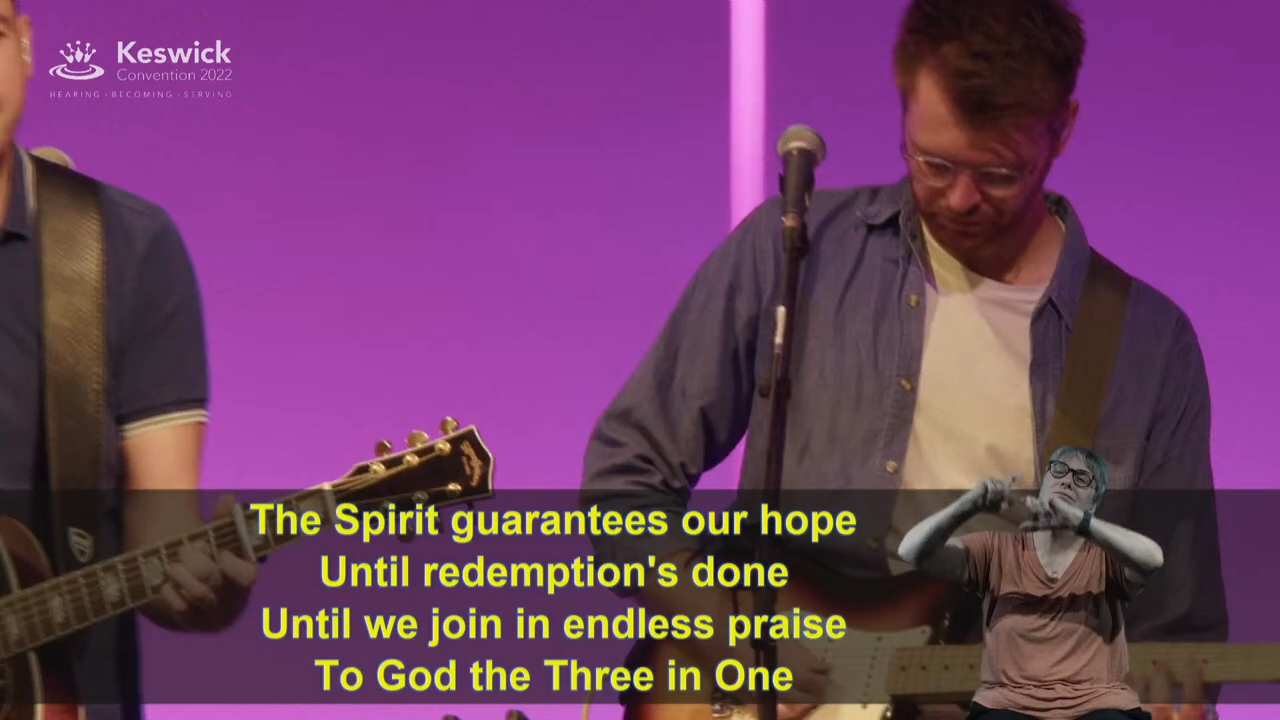 Keswick
Convention 2022
HEARING · BECOMING · SERVING
The Spirit guarantees our hope
Until redemption's done
Until we join in endless praise
To God the Three in One